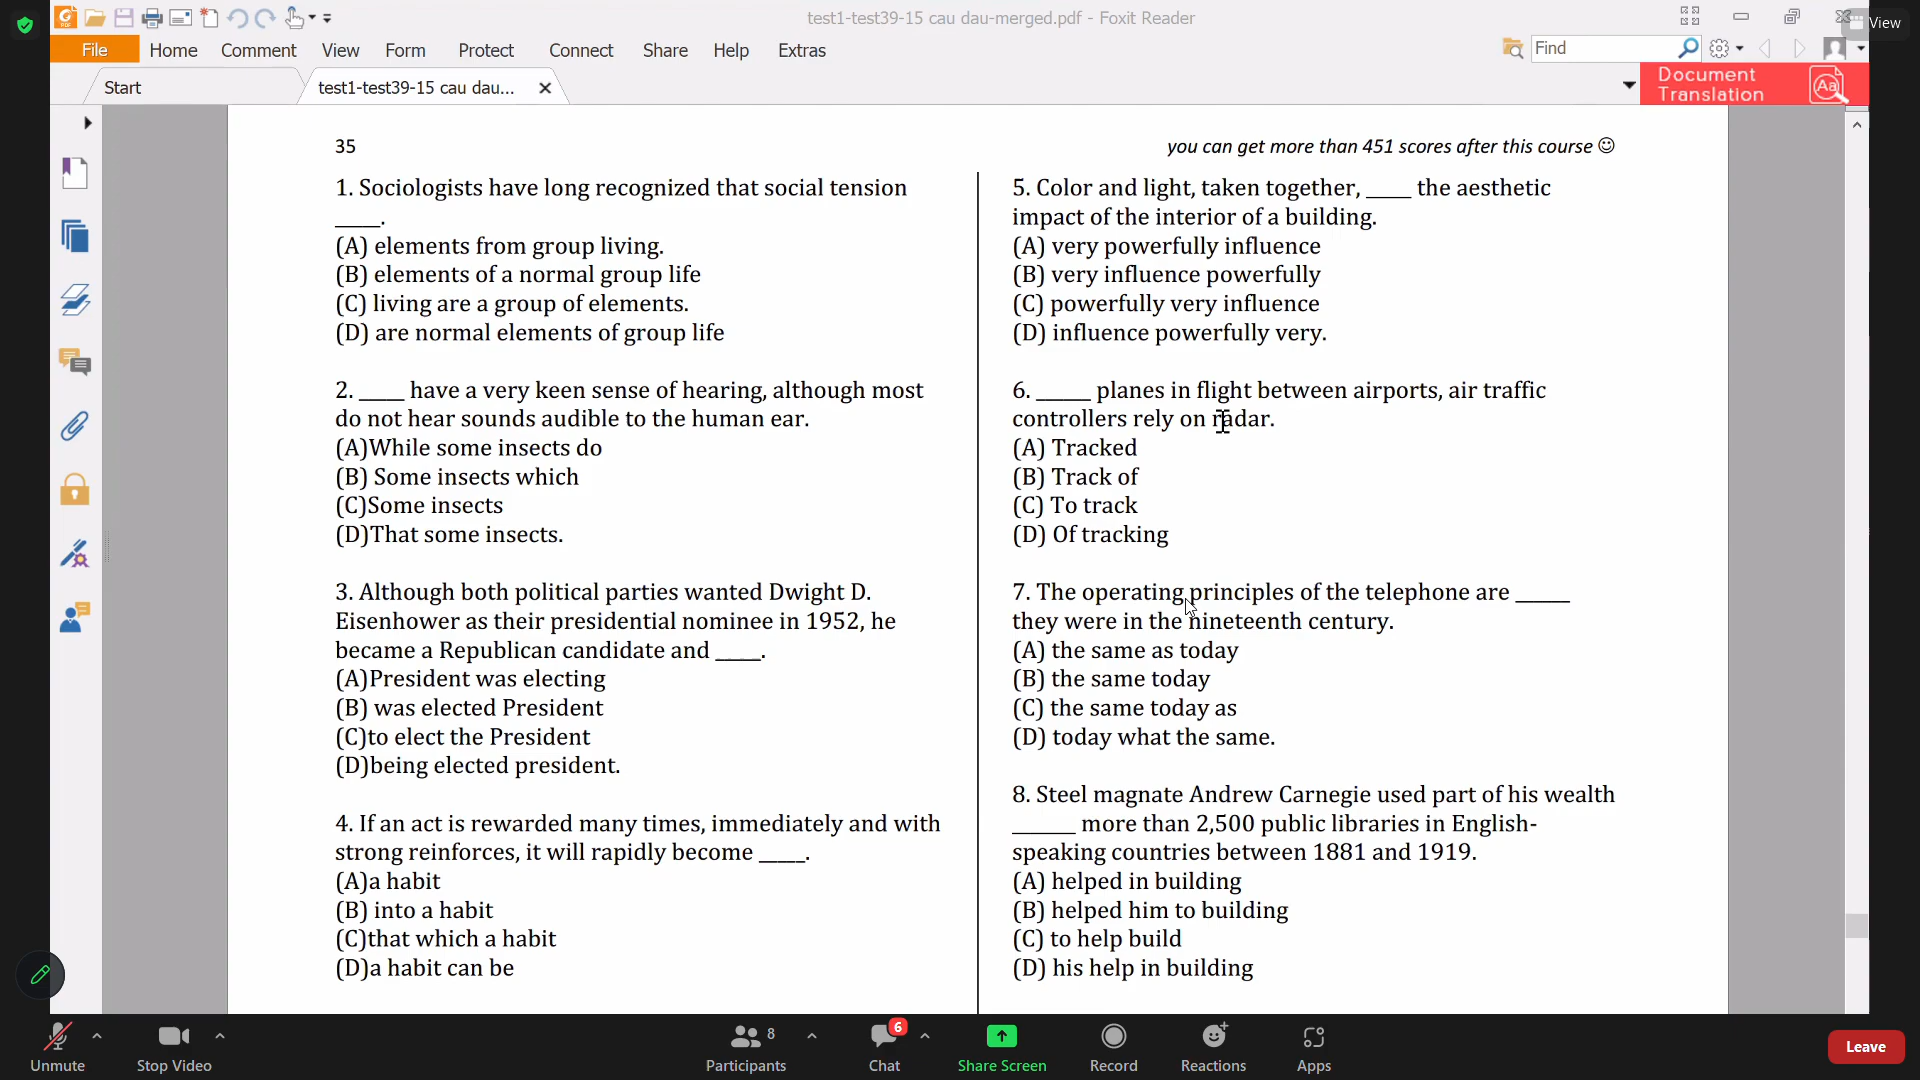 test1-test39-15 cau dau-merged.pdf - Foxit Reader
View
File Home Comment View Form Protect Connect Share Help Extras
Find
Start
test1-test39-15 cau dau...
Document
Translation
Aa
35
you can get more than 451 scores after this course ☺
1. Sociologists have long recognized that social tension
____.
(A) elements from group living.
(B) elements of a normal group life
(C) living are a group of elements.
(D) are normal elements of group life
2. ____ have a very keen sense of hearing, although most
do not hear sounds audible to the human ear.
(A)While some insects do
(B) Some insects which
(C)Some insects
(D)That some insects.
3. Although both political parties wanted Dwight D.
Eisenhower as their presidential nominee in 1952, he
became a Republican candidate and ____.
(A)President was electing
(B) was elected President
(C)to elect the President
(D)being elected president.
4. If an act is rewarded many times, immediately and with
strong reinforces, it will rapidly become ____.
(A)a habit
(B) into a habit
(C)that which a habit
(D)a habit can be
5. Color and light, taken together, ____ the aesthetic
impact of the interior of a building.
(A) very powerfully influence
(B) very influence powerfully
(C) powerfully very influence
(D) influence powerfully very.
6. _____ planes in flight between airports, air traffic
controllers rely on radar.
(A) Tracked
(B) Track of
(C) To track
(D) Of tracking
7. The operating principles of the telephone are _____
they were in the nineteenth century.
(A) the same as today
(B) the same today
(C) the same today as
(D) today what the same.
8. Steel magnate Andrew Carnegie used part of his wealth
______ more than 2,500 public libraries in English-
speaking countries between 1881 and 1919.
(A) helped in building
(B) helped him to building
(C) to help build
(D) his help in building
Unmute
Stop Video
8
Participants
6
Chat
Share Screen
Record
Reactions
Apps
Leave